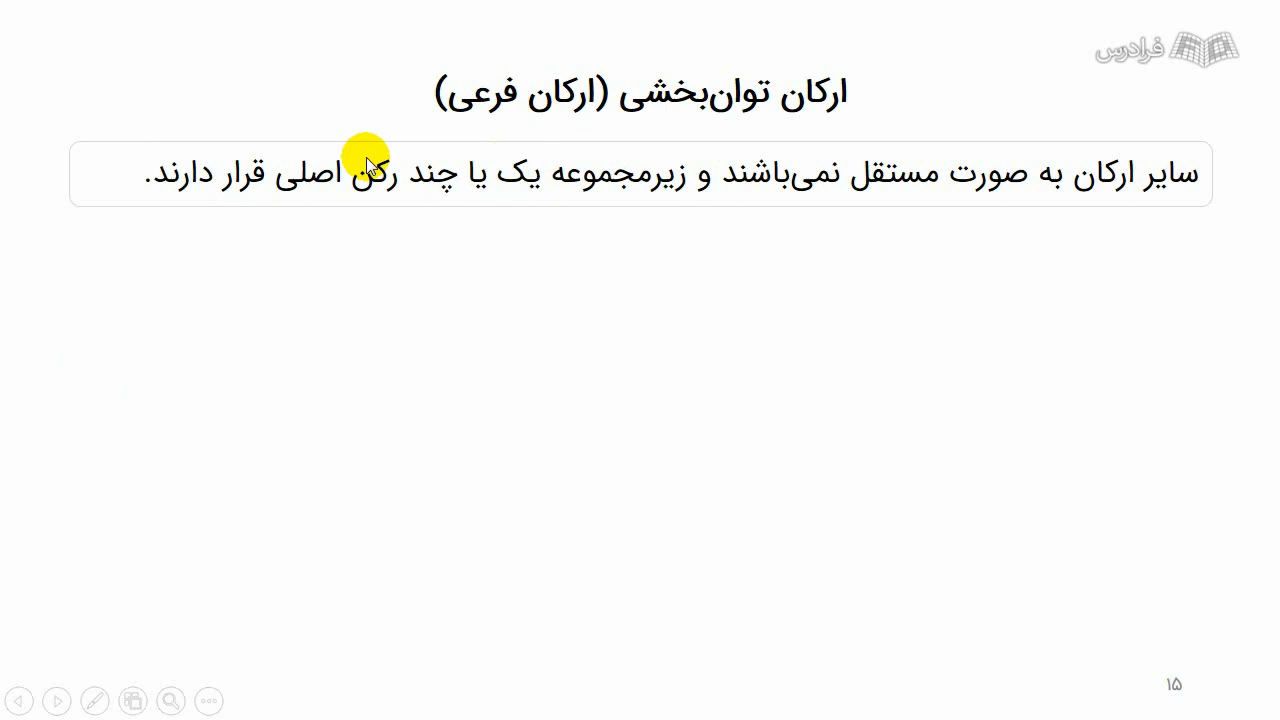 فرادرس
ارکان توان‌بخشی (ارکان فرعی)
سایر ارکان به صورت مستقل نمی‌باشند و زیرمجموعه یک یا چند رکن اصلی قرار دارند.
۱۵